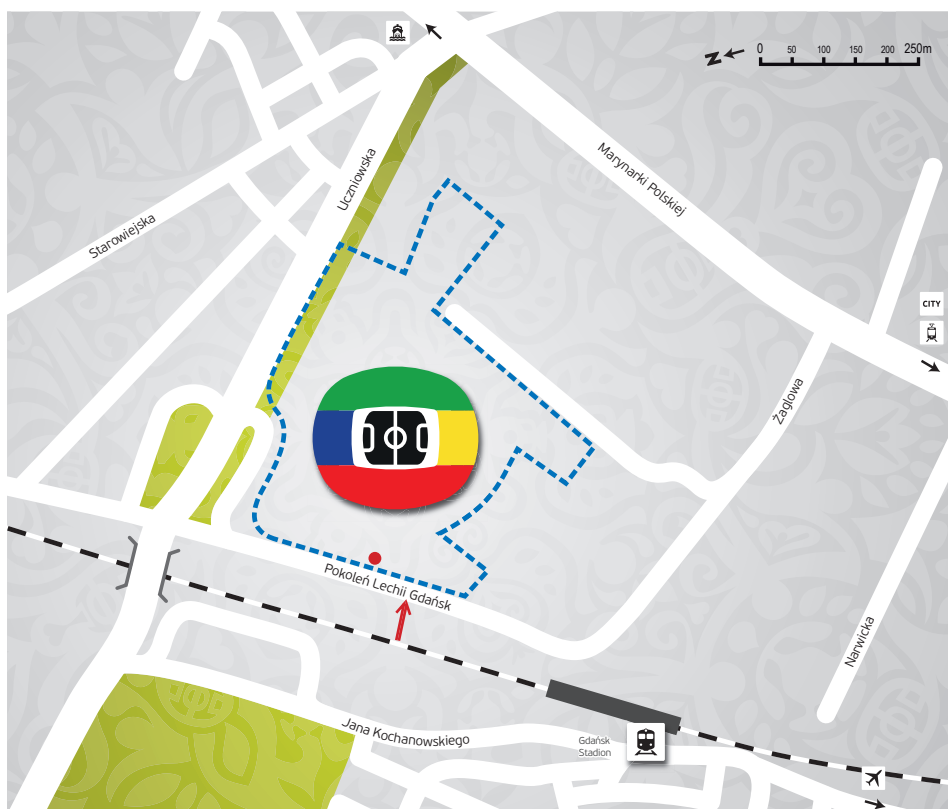 N
0 50 100 150 200 250m
Marynarki Polskiej
Uczniowska
Starowiejska
CITY
Żaglowa
Pokoleń Lechii Gdańsk
Narwicka
Jana Kochanowskiego
Gdańsk
Stadion